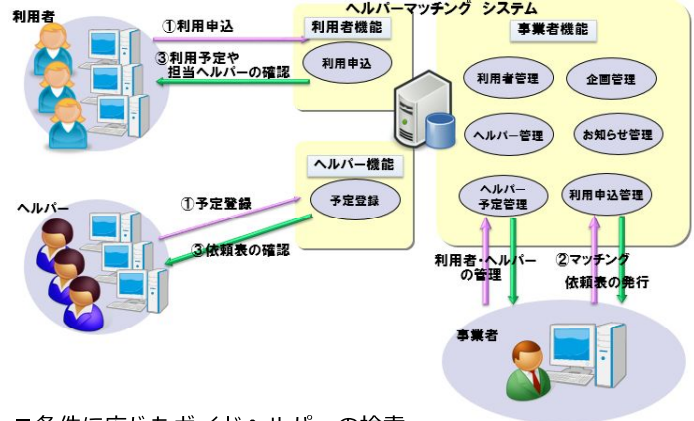 ヘルパーマッチング システム
利用者
①利用申込
③利用予定や
担当ヘルパーの確認
利用者機能
利用申込
事業者機能
利用者管理
企画管理
ヘルパー管理
お知らせ管理
ヘルパー
予定管理
利用申込管理
ヘルパー機能
予定登録
ヘルパー
①予定登録
③依頼表の確認
利用者・ヘルパー
の管理
②マッチング
依頼表の発行
事業者